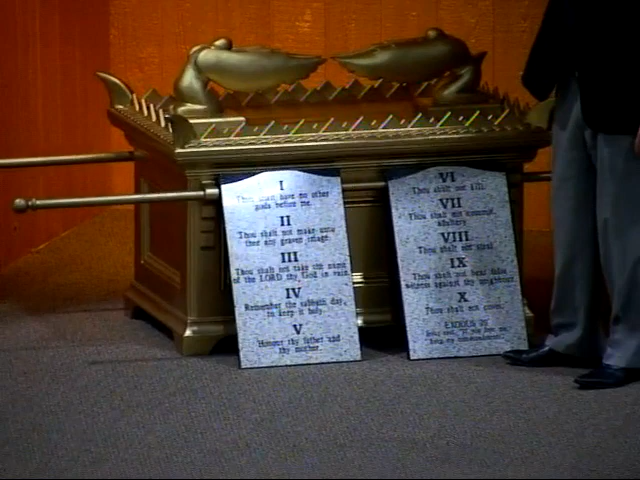 I
Thou shalt have no other
gods before me.
II
Thou shalt not make unto
thee any graven image.
III
Thou shalt not take the name
of the LORD thy God in vain.
IV
Remember the sabbath day,
to keep it holy.
V
Honour thy father and
thy mother.
VI
Thou shalt not kill.
VII
Thou shalt not commit
adultery.
VIII
Thou shalt not steal.
IX
Thou shalt not bear false
witness against thy neighbour.
X
Thou shalt not covet.
EXODUS 20